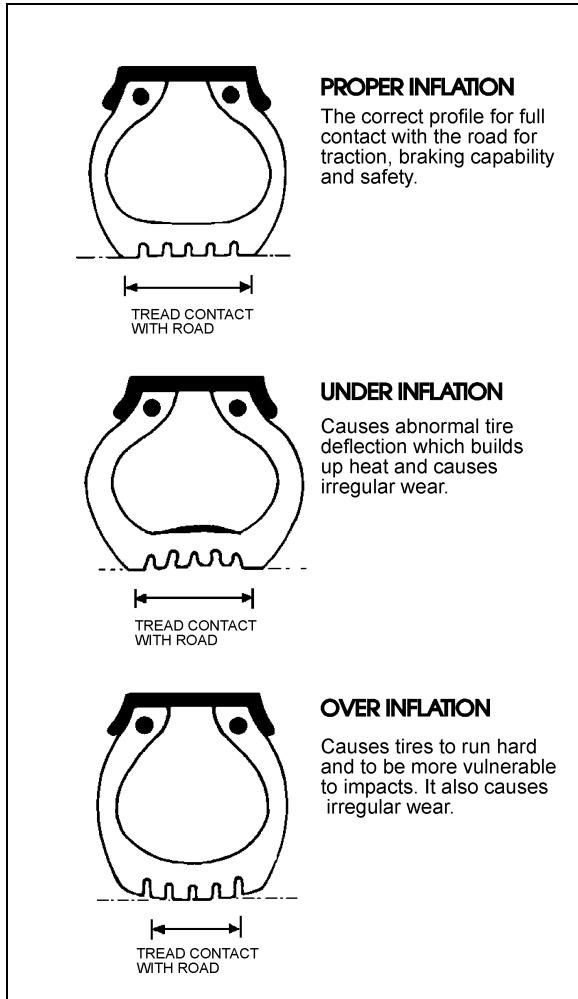 PROPER INFLATION
The correct profile for full
contact with the road for
traction, braking capability
and safety.
TREAD CONTACT
WITH ROAD
UNDER INFLATION
Causes abnormal tire
deflection which builds
up heat and causes
irregular wear.
TREAD CONTACT
WITH ROAD
OVER INFLATION
Causes tires to run hard
and to be more vulnerable
to impacts. It also causes
irregular wear.
TREAD CONTACT
WITH ROAD